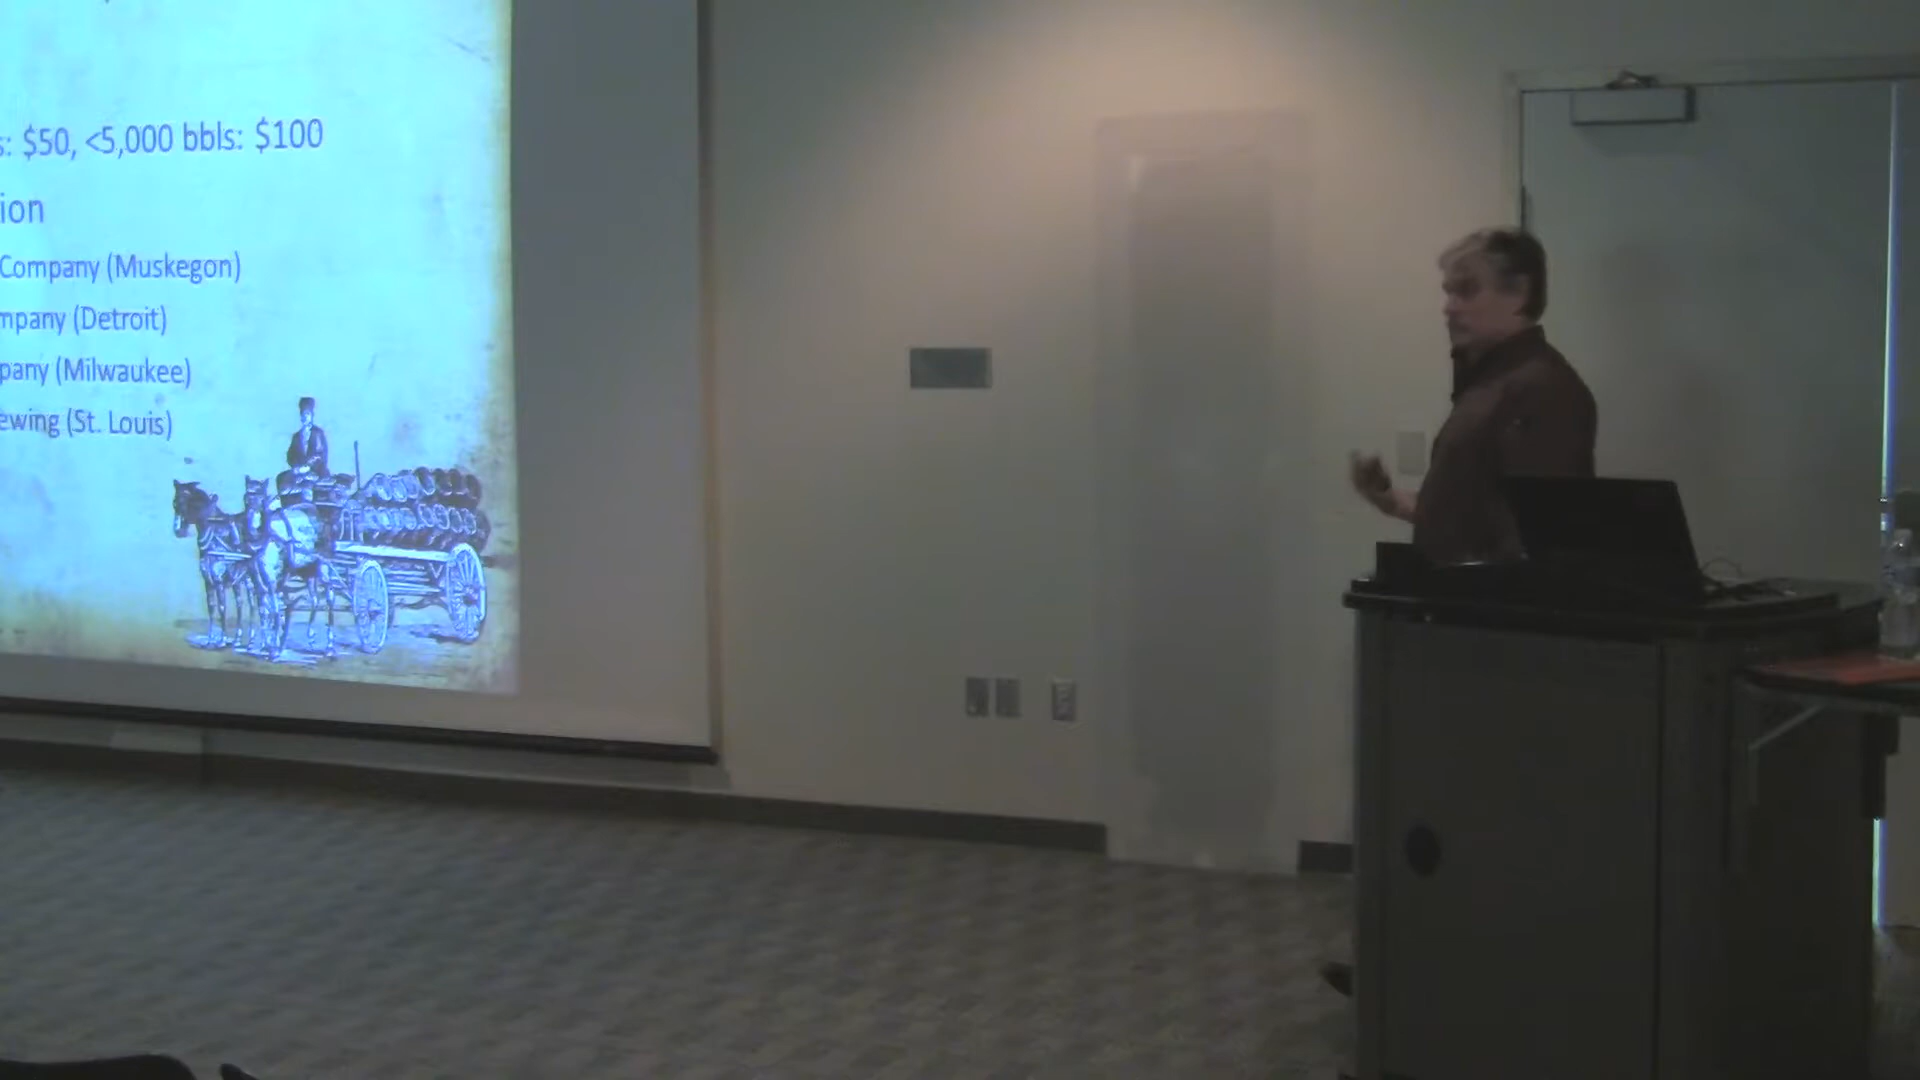 s: $50, <5,000 bbls: $100
ion
Company (Muskegon)
mpany (Detroit)
pany (Milwaukee)
ewing (St. Louis)